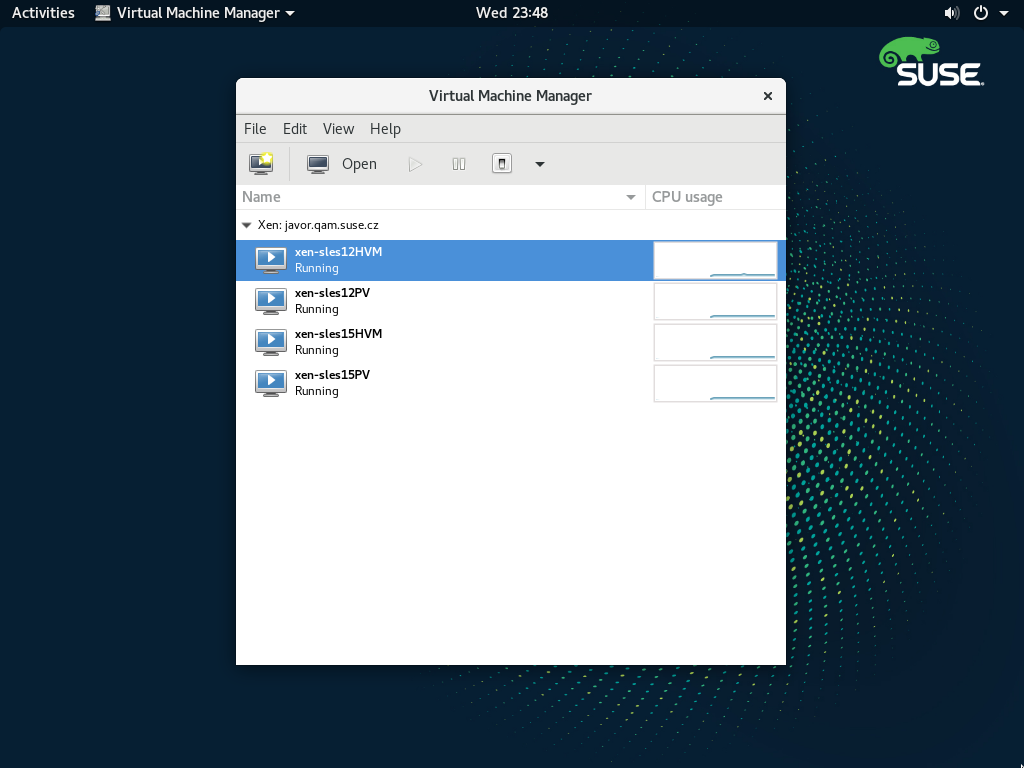 Activities Virtual Machine Manager Wed 23:48
SUSE
Virtual Machine Manager
File Edit View Help
Open
Name CPU usage
Xen: javor.qam.suse.cz
xen-sles12HVM
Running
xen-sles12PV
Running
xen-sles15HVM
Running
xen-sles15PV
Running